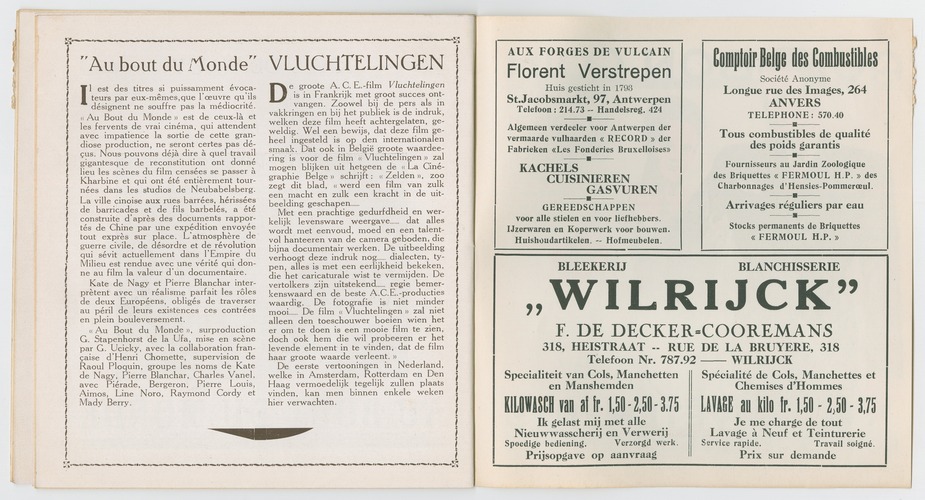 "Au bout du Monde"
Il est des titres si puissamment évoca-
teurs par eux-mêmes, que l'œuvre qu'ils
désignent ne souffre pas la médiocrité.
« Au Bout du Monde » est de ceux-là et
les fervents de vrai cinéma, qui attendent
avec impatience la sortie de cette gran-
diose production, ne seront certes pas dé-
çus. Nous pouvons déjà dire à quel travail
gigantesque de reconstitution ont donné
lieu les scènes du film censées se passer à
Kharbine et qui ont été entièrement tour-
nées dans les studios de Neubabelsberg.
La ville cinoise aux rues barrées, hérissées
de barricades et de fils barbelés, a été
construite d'après des documents rappor-
tés de Chine par une expédition envoyée
tout exprès sur place. L'atmosphère de
guerre civile, de désordre et de révolution
qui sévit actuellement dans l'Empire du
Milieu est rendue avec une vérité qui don-
ne au film la valeur d'un documentaire.
Kate de Nagy et Pierre Blanchar inter-
prètent avec un réalisme parfait les rôles
de deux Européens, obligés de traverser
au péril de leurs existences ces contrées
en plein bouleversement.
« Au Bout du Monde », surproduction
G. Stapenhorst de la Ufa, mise en scène
par G. Ucicky, avec la collaboration fran-
çaise d'Henri Chomette, supervision de
Raoul Ploquin, groupe les noms de Kate
de Nagy, Pierre Blanchar, Charles Vanel,
avec Piérade, Bergeron, Pierre Louis,
Aimos, Line Noro, Raymond Cordy et
Mady Berry.
VLUCHTELINGEN
De groote A. C. E.-film Vluchtelingen
is in Frankrijk met groot succes ont-
vangen. Zoowel bij de pers als in
vakkringen en bij het publiek is de indruk,
welken deze film heeft achtergelaten, ge-
weldig. Wel een bewijs, dat deze film ge-
heel ingesteld is op den internationalen
smaak. Dat ook in België groote waardee-
ring is voor de film « Vluchtelingen » zal
mogen blijken uit hetgeen de « La Ciné-
graphie Belge » schrijft : « Zelden », zoo
zegt dit blad, « werd een film van zulk
een macht en zulk een kracht in de uit-
beelding geschapen....
Met een prachtige gedurfdheid en wer-
kelijk levensware weergave.... dat alles
wordt met eenvoud, moed en een talent-
vol hanteeren van de camera geboden, die
bijna documentair werken. De uitbeelding
verhoogt deze indruk nog.... dialecten, ty-
pen, alles is met een eerlijkheid bekeken,
die het caricaturale wist te vermijden. De
vertolkers zijn uitstekend.... regie bemer-
kenswaard en de beste A.C.E.-producties
waardig. De fotografie is niet minder
mooi.... De film « Vluchtelingen » zal niet
alleen den toeschouwer boeien wien het
er om te doen is een mooie film te zien,
doch ook hem die wil probeeren er het
levende element in te vinden, dat de film
haar groote waarde verleent. »
De eerste vertooningen in Nederland,
welke in Amsterdam, Rotterdam en Den
Haag vermoedelijk tegelijk zullen plaats
vinden, kan men binnen enkele weken
hier verwachten.
AUX FORGES DE VULCAIN
Florent Verstrepen
Huis gesticht in 1798
St.Jacobsmarkt, 97, Antwerpen
Telefoon : 214.73 -- Handelsreg. 424
Algemeen verdeeler voor Antwerpen der
vermaarde vulhaarden « RECORD » der
Fabrieken «Les Fonderies Bruxelloises»
KACHELS
CUISINIEREN
GASVUREN
GEREEDSCHAPPEN
voor alle stielen en voor liefhebbers.
IJzerwaren en Koperwerk voor bouwen.
Huishoudartikelen. -- Hofmeubelen.
Comptoir Belge des Combustibles
Société Anonyme
Longue rue des Images, 264
ANVERS
TELEPHONE : 570.40
Tous combustibles de qualité
des poids garantis
Fournisseurs au Jardin Zoologique
des Briquettes « FERMOUL H.P. » des
Charbonnages d'Hensies-Pommerœul.
Arrivages réguliers par eau
Stocks permanents de Briquettes
« FERMOUL H.P. »
BLEEKERIJ BLANCHISSERIE
„WILRIJCK”
F. DE DECKER=COOREMANS
318, HEISTRAAT -- RUE DE LA BRUYERE, 318
Telefoon Nr. 787.92 —— WILRIJCK
Specialiteit van Cols, Manchetten
en Manshemden
KILOWASCH van af fr. 1,50 - 2,50 - 3.75
Ik gelast mij met alle
Nieuwwasscherij en Verwerij
Spoedige bediening. Verzorgd werk.
Prijsopgave op aanvraag
Spécialité de Cols, Manchettes et
Chemises d'Hommes
LAVAGE au kilo fr. 1,50 - 2,50 - 3,75
Je me charge de tout
Lavage à Neuf et Teinturerie
Service rapide. Travail soigné.
Prix sur demande